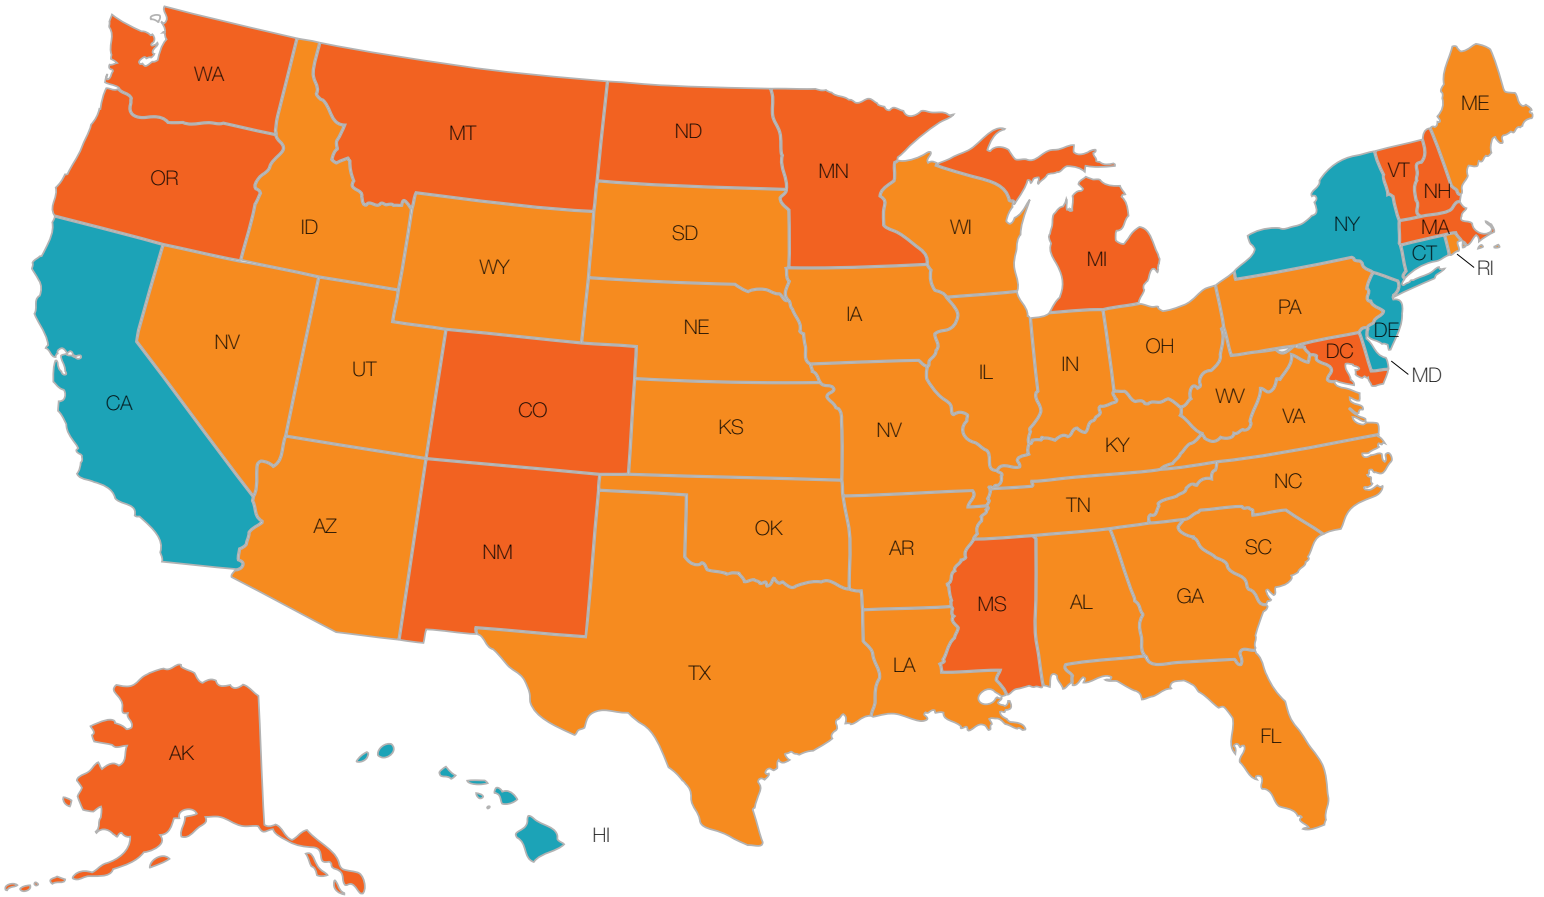 WA
MT
ND
MN
OR
ID
WY
SD
WI
MI
ME
VT
NH
NY
MA
CT
RI
NV
UT
CO
NE
IA
IL
IN
OH
PA
DE
DC
MD
CA
KS
NV
KY
WV
VA
AZ
NM
OK
AR
TN
NC
SC
TX
LA
MS
AL
GA
FL
AK
HI